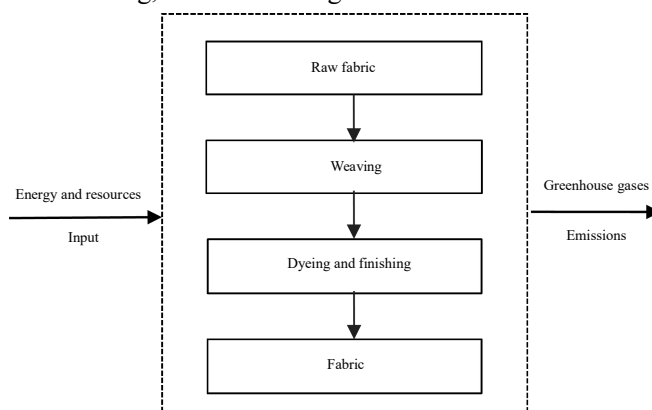 Raw fabric
Weaving
Energy and resources
Greenhouse gases
Input
Emissions
Dyeing and finishing
Fabric